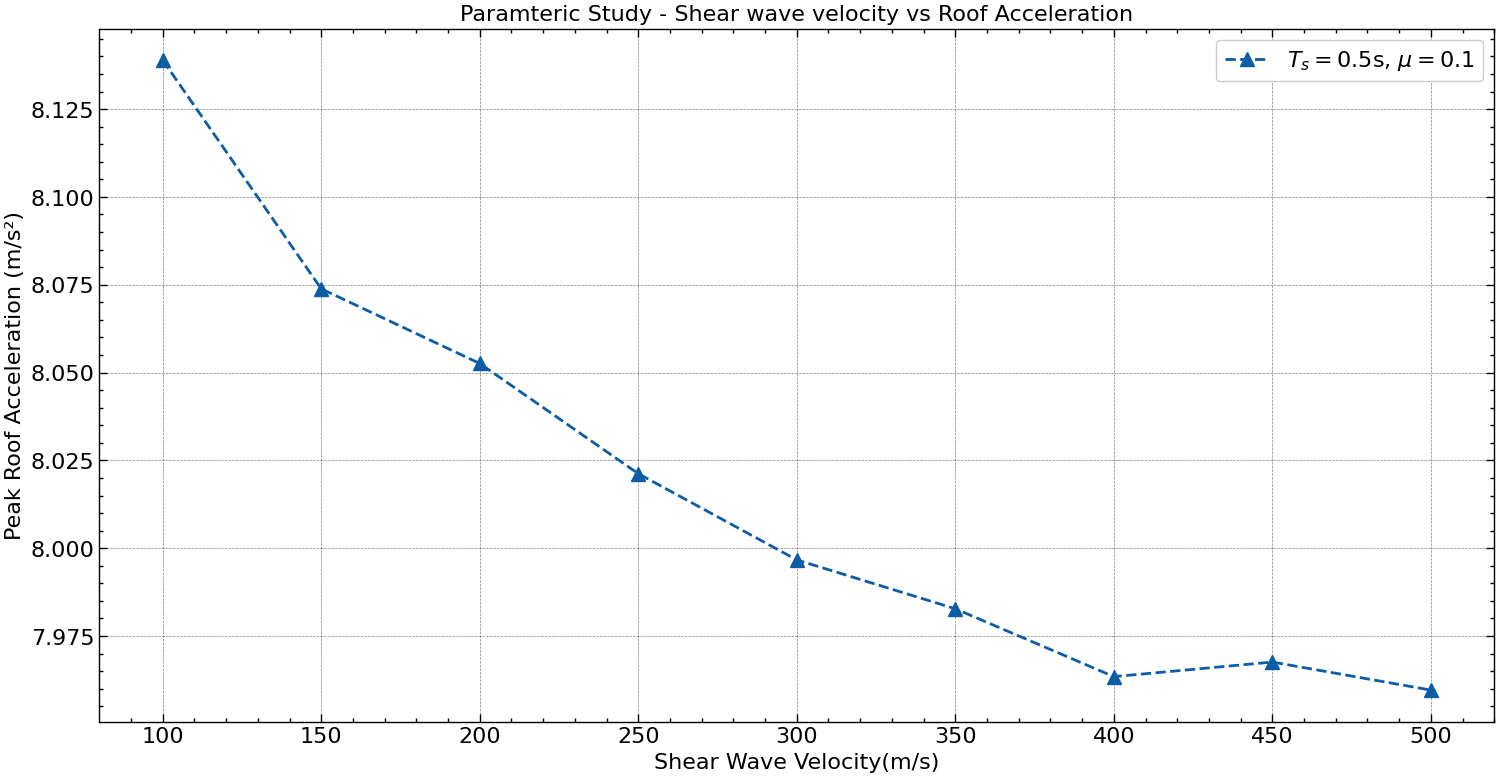 Paramteric Study - Shear wave velocity vs Roof Acceleration
T_s = 0.5s, μ = 0.1
Peak Roof Acceleration (m/s²)
8.125
8.100
8.075
8.050
8.025
8.000
7.975
100 150 200 250 300 350 400 450 500
Shear Wave Velocity(m/s)